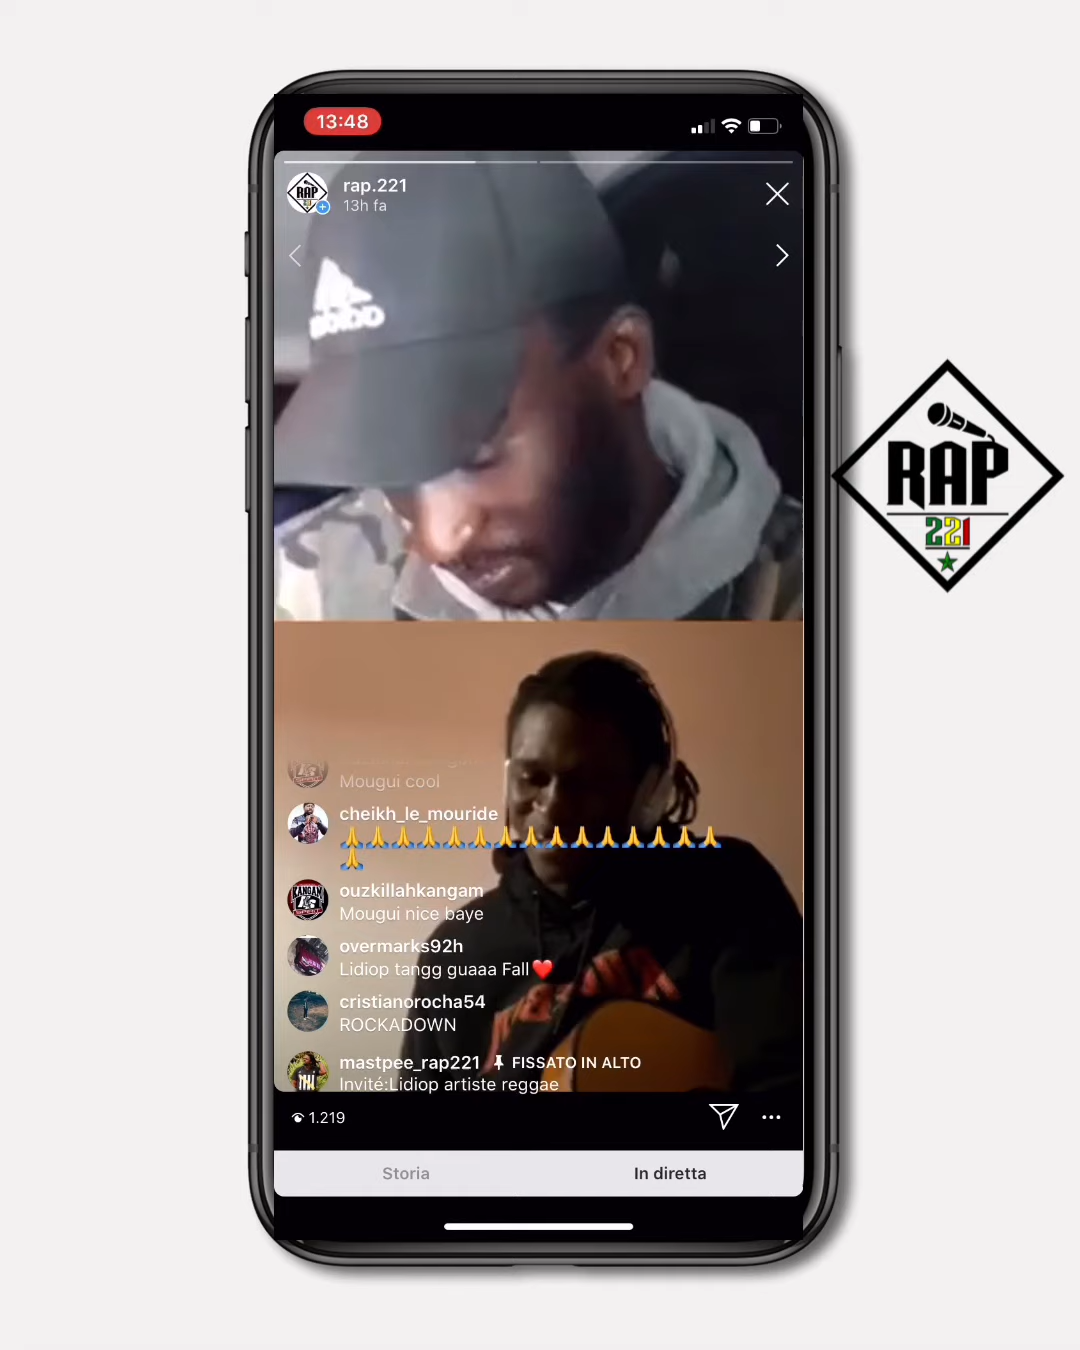 13:48
rap.221
13h fa
adidas
RAP
221
Mougui cool
cheikh_le_mouride
🙏🙏🙏🙏🙏🙏🙏🙏🙏🙏🙏🙏🙏🙏🙏
🙏
ouzkillahkangam
Mougui nice baye
overmarks92h
Lidiop tangg guaaa Fall❤️
cristianorocha54
ROCKADOWN
mastpee_rap221 📌 FISSATO IN ALTO
Invité:Lidiop artiste reggae
1.219
Storia
In diretta